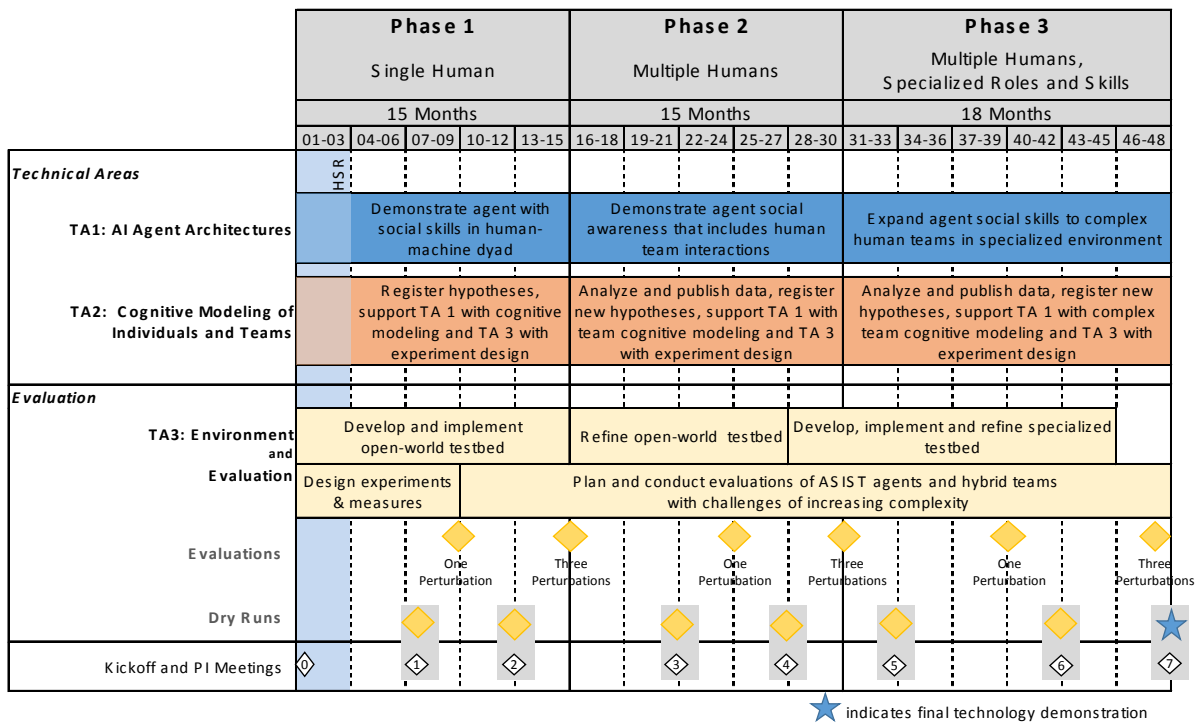 Phase 1
Phase 2
Phase 3
Single Human
Multiple Humans
Multiple Humans,
Specialized Roles and Skills
15 Months
15 Months
18 Months
01-03 04-06 07-09 10-12 13-15 16-18 19-21 22-24 25-27 28-30 31-33 34-36 37-39 40-42 43-45 46-48
HSR
Technical Areas
TA1: AI Agent Architectures
Demonstrate agent with
social skills in human-
machine dyad
Demonstrate agent social
awareness that includes human
team interactions
Expand agent social skills to complex
human teams in specialized environment
TA2: Cognitive Modeling of
Individuals and Teams
Register hypotheses,
support TA 1 with cognitive
modeling and TA 3 with
experiment design
Analyze and publish data, register
new hypotheses, support TA 1 with
team cognitive modeling and TA 3
with experiment design
Analyze and publish data, register new
hypotheses, support TA 1 with complex
team cognitive modeling and TA 3 with
experiment design
Evaluation
TA3: Environment
and
Evaluation
Develop and implement
open-world testbed
Refine open-world testbed
Develop, implement and refine specialized
testbed
Design experiments
& measures
Plan and conduct evaluations of ASIST agents and hybrid teams
with challenges of increasing complexity
Evaluations
One
Perturbation
Three
Perturbations
One
Perturbation
Three
Perturbations
One
Perturbation
Three
Perturbations
Dry Runs
Kickoff and PI Meetings
0 1 2 3 4 5 6 7
indicates final technology demonstration